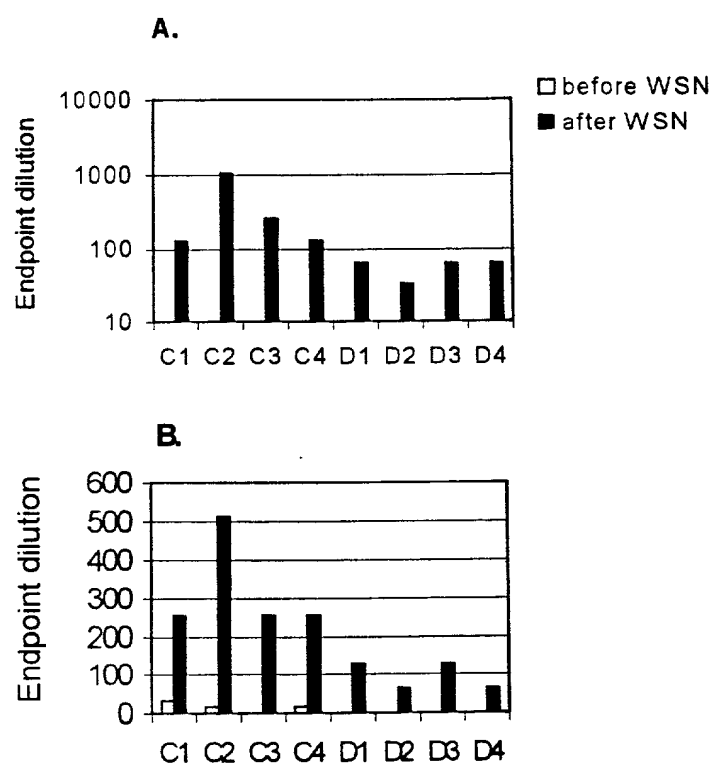 A.
before WSN
after WSN
Endpoint dilution
10000
1000
100
10
C1 C2 C3 C4 D1 D2 D3 D4
B.
Endpoint dilution
600
500
400
300
200
100
0
C1 C2 C3 C4 D1 D2 D3 D4